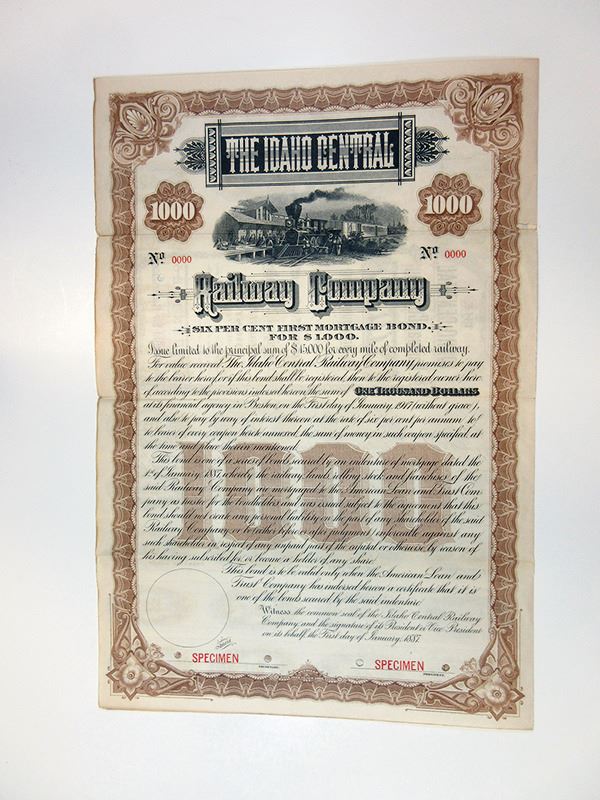 THE IDAHO CENTRAL
1000 1000
No 0000 No 0000
Railway Company
SIX PER CENT FIRST MORTGAGE BOND.
FOR $1,000.
Issue limited to the principal sum of $15,000 for every mile of completed railway.
For value received The Idaho Central Railway Company, promises to pay
to the bearer hereof or if this bond shall be registered, then to the registered owner here
of, according to the provisions indorsed hereon, the sum of ONE THOUSAND DOLLARS
at its financial agency in Boston, on the First day of January, 1917 (without grace),
and also to pay by way of interest thereon at the rate of six per cent per annum to
bearer of every coupon hereto annexed, the sum of money in such coupon specified, at
the time and place therein mentioned.
This bond is one of a series of bonds secured by an indenture of mortgage dated the
1st of January 1887, whereby the railway lands, rolling stock and franchises of the
said Railway Company are mortgaged to the American Loan and Trust Com-
pany as trustee for the bondholders and was issued subject to the agreement that this
bond should not create any personal liability on the part of any shareholder of the said
Railway Company (or whether before or after judgment) enforceable against any
such shareholder in respect of any unpaid part of the capital or otherwise, by reason of
his having subscribed for, or become a holder of any share.
This bond is to be valid only when the American Loan and
Trust Company has indorsed hereon a certificate that it is
one of the bonds secured by the said indenture.
Witness, the common seal of the Idaho Central Railway
Company, and the signature of its President or Vice President
on its behalf, the First day of January, 1887.
SPECIMEN SPECIMEN
SECRETARY. PRESIDENT.